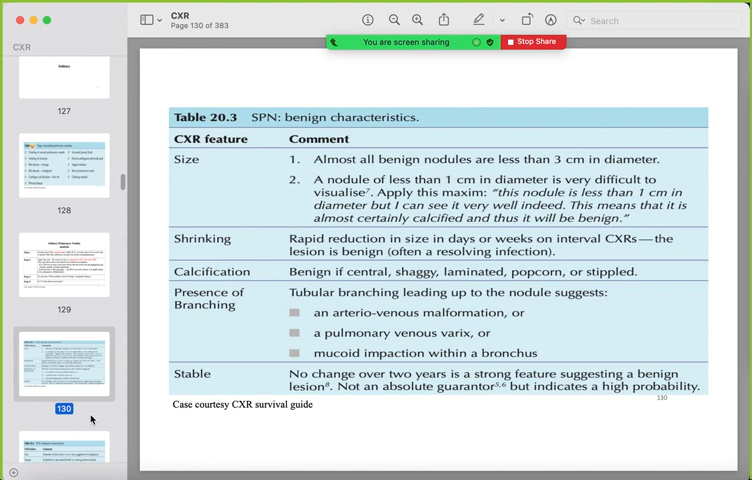 CXR
Page 130 of 383
Search
You are screen sharing
Stop Share
CXR
Solitary
127
128
Solitary Pulmonary Nodule
analysis
129
130
Table 20.3 SPN: benign characteristics.
CXR feature Comment
Size 1. Almost all benign nodules are less than 3 cm in diameter.
2. A nodule of less than 1 cm in diameter is very difficult to
visualise⁷. Apply this maxim: “this nodule is less than 1 cm in
diameter but I can see it very well indeed. This means that it is
almost certainly calcified and thus it will be benign.”
Shrinking Rapid reduction in size in days or weeks on interval CXRs—the
lesion is benign (often a resolving infection).
Calcification Benign if central, shaggy, laminated, popcorn, or stippled.
Presence of Tubular branching leading up to the nodule suggests:
Branching
an arterio-venous malformation, or
a pulmonary venous varix, or
mucoid impaction within a bronchus
Stable No change over two years is a strong feature suggesting a benign
lesion⁸. Not an absolute guarantor⁵,⁶ but indicates a high probability.
130
Case courtesy CXR survival guide